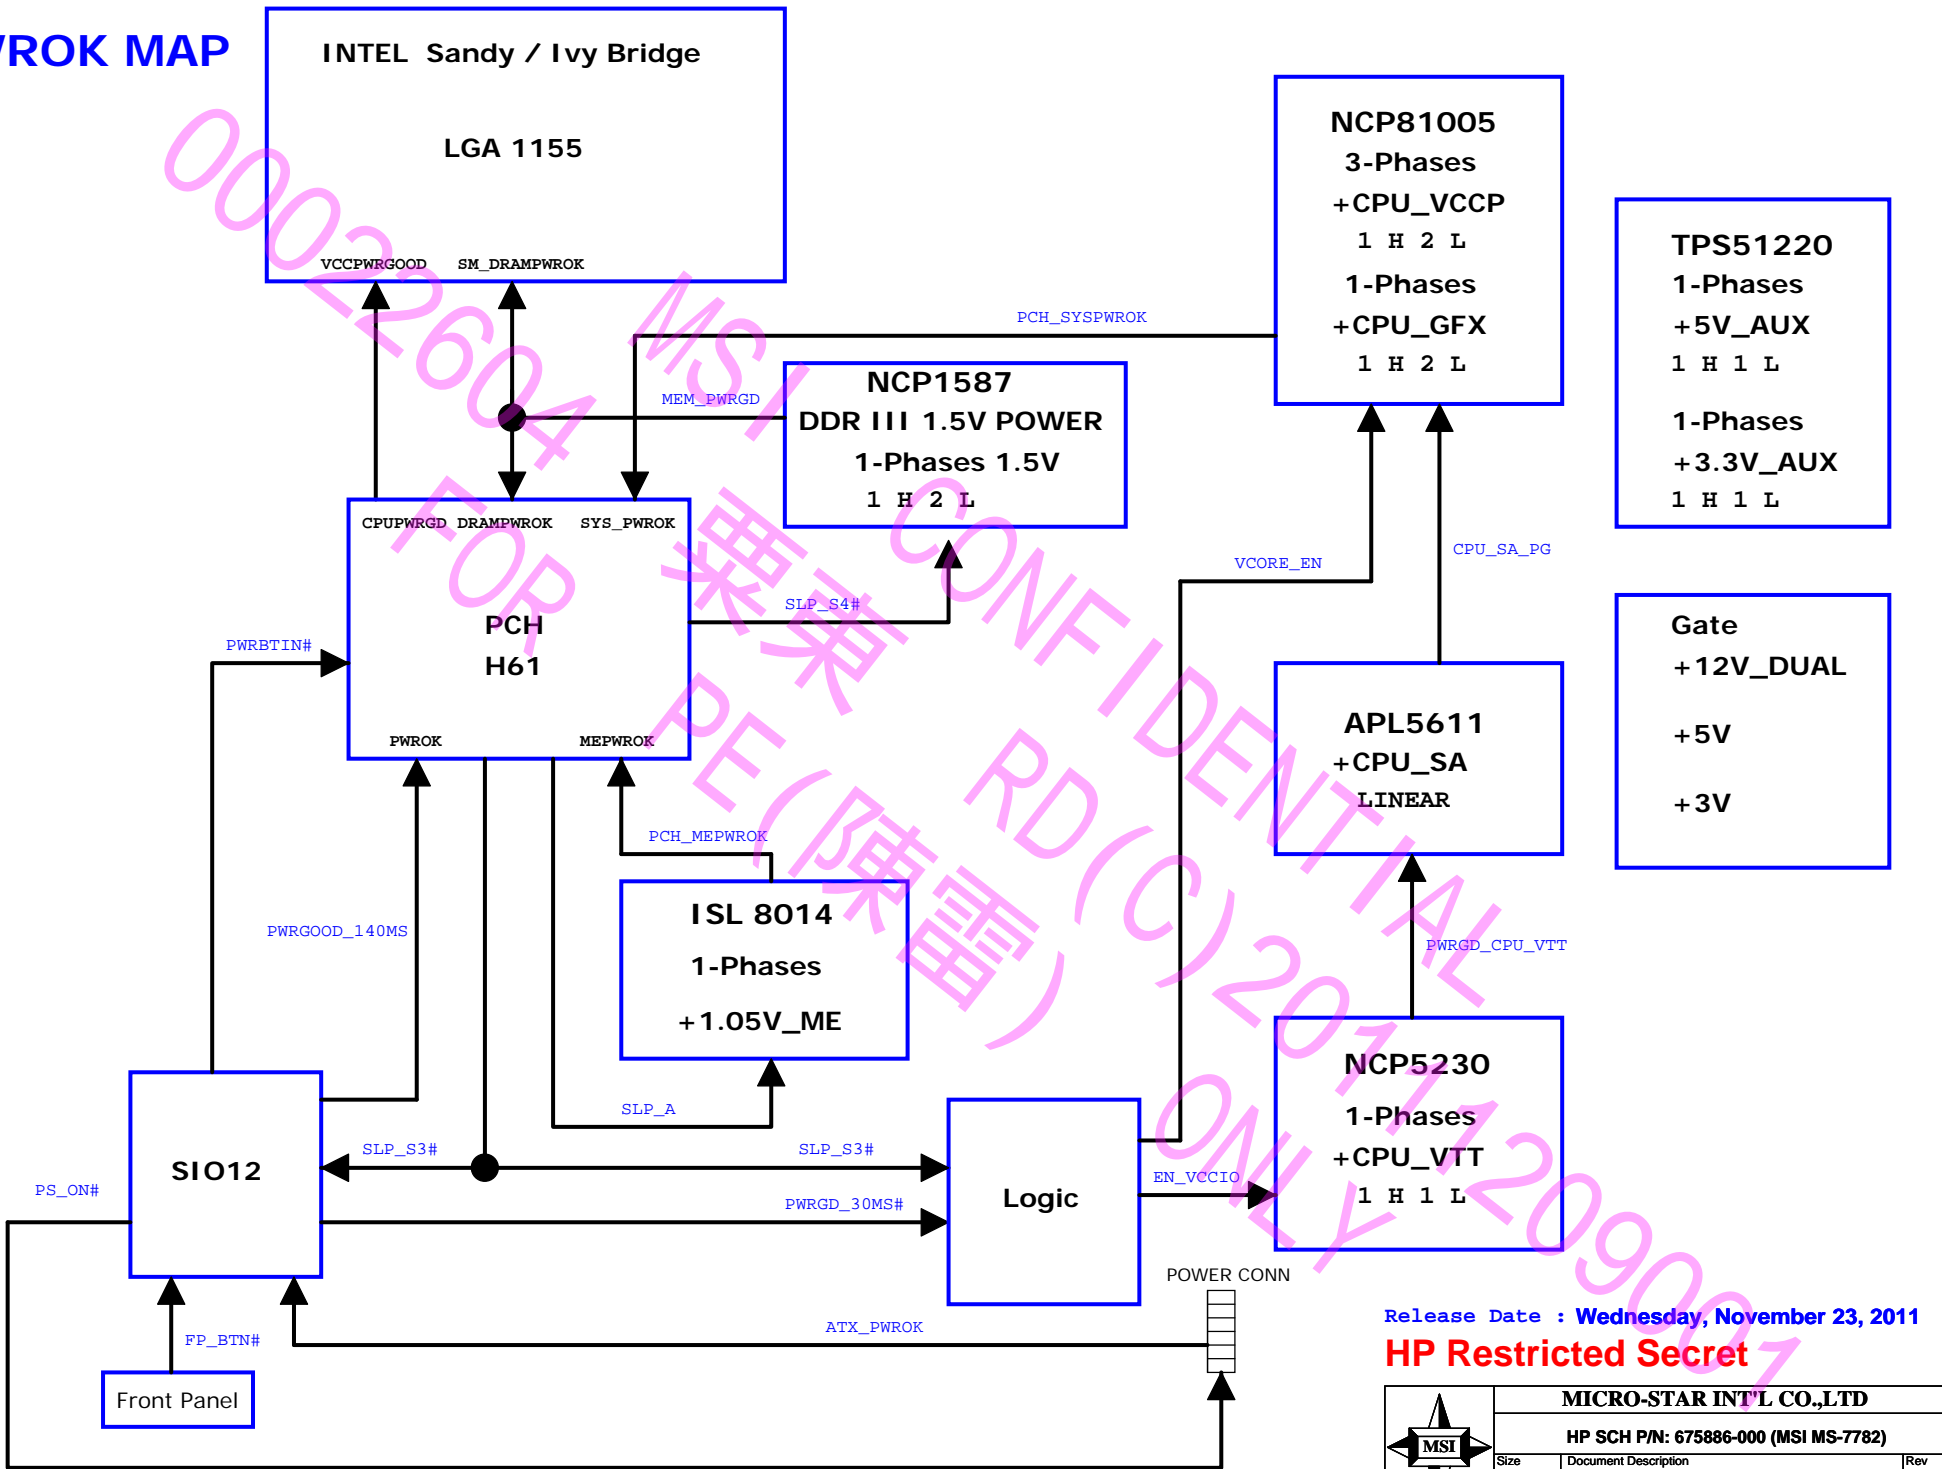 WROK MAP
INTEL Sandy / Ivy Bridge
LGA 1155
VCCPWRGOOD SM_DRAMPWROK
NCP81005
3-Phases
+CPU_VCCP
1 H 2 L
1-Phases
+CPU_GFX
1 H 2 L
TPS51220
1-Phases
+5V_AUX
1 H 1 L
1-Phases
+3.3V_AUX
1 H 1 L
PCH_SYSPWROK
MEM_PWRGD
NCP1587
DDR III 1.5V POWER
1-Phases 1.5V
1 H 2 L
CPUPWRGD DRAMPWROK SYS_PWROK
PCH
H61
PWROK MEPWROK
PWRBTIN#
SLP_S4#
VCORE_EN
CPU_SA_PG
Gate
+12V_DUAL
+5V
+3V
APL5611
+CPU_SA
LINEAR
PCH_MEPWROK
ISL 8014
1-Phases
+1.05V_ME
PWRGOOD_140MS
PWRGD_CPU_VTT
NCP5230
1-Phases
+CPU_VTT
1 H 1 L
SLP_A
SIO12
SLP_S3#
SLP_S3#
PWRGD_30MS#
Logic
EN_VCCIO
PS_ON#
POWER CONN
ATX_PWROK
FP_BTN#
Front Panel
00022604 MSI CONFIDENTIAL
FOR 粟東 RD(C)20111209001
PE(陳雷) ONLY
Release Date : Wednesday, November 23, 2011
HP Restricted Secret
MSI
MICRO-STAR INT'L CO.,LTD
HP SCH P/N: 675886-000 (MSI MS-7782)
Size Document Description Rev